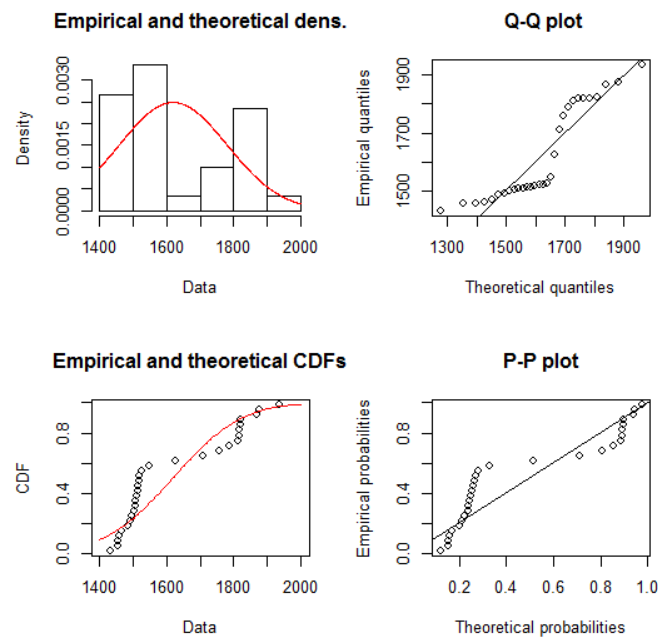 Empirical and theoretical dens.
Density
0.0000 0.0015 0.0030
1400 1600 1800 2000
Data
Q-Q plot
Empirical quantiles
1500 1700 1900
1300 1500 1700 1900
Theoretical quantiles
Empirical and theoretical CDFs
CDF
0.0 0.4 0.8
1400 1600 1800 2000
Data
P-P plot
Empirical probabilities
0.0 0.4 0.8
0.2 0.4 0.6 0.8 1.0
Theoretical probabilities